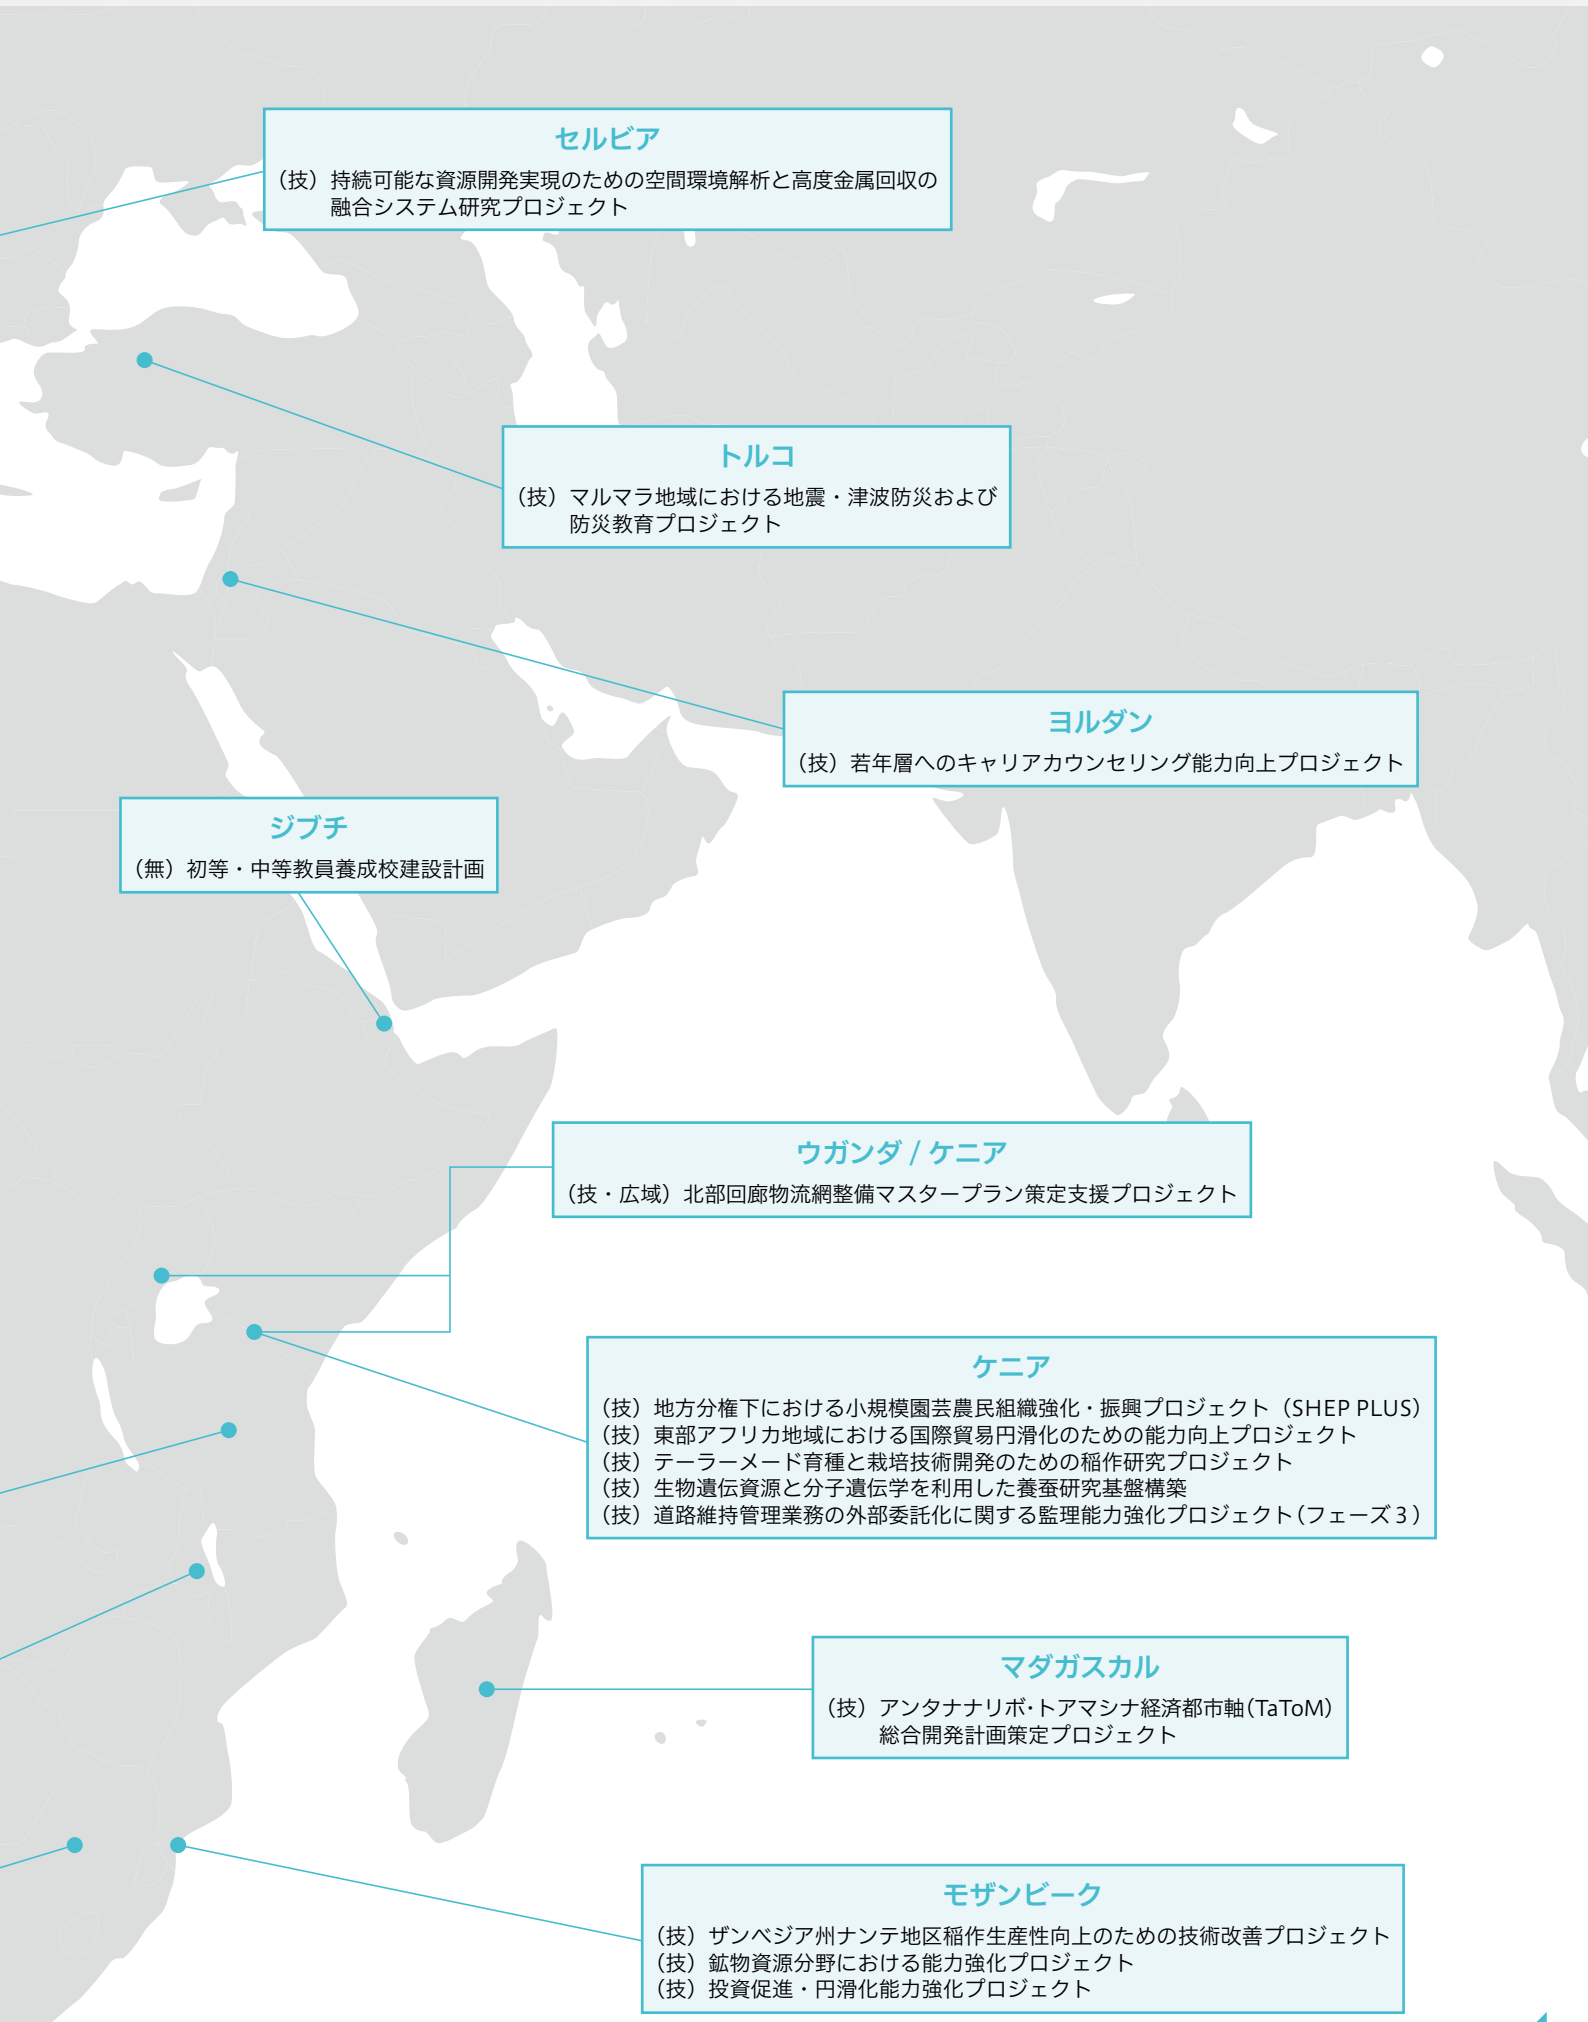 セルビア
（技）持続可能な資源開発実現のための空間環境解析と高度金属回収の
融合システム研究プロジェクト
トルコ
（技）マルマラ地域における地震・津波防災および
防災教育プロジェクト
ヨルダン
（技）若年層へのキャリアカウンセリング能力向上プロジェクト
ジブチ
（無）初等・中等教員養成校建設計画
ウガンダ / ケニア
（技・広域）北部回廊物流網整備マスタープラン策定支援プロジェクト
ケニア
（技）地方分権下における小規模園芸農民組織強化・振興プロジェクト（SHEP PLUS）
（技）東部アフリカ地域における国際貿易円滑化のための能力向上プロジェクト
（技）テーラーメード育種と栽培技術開発のための稲作研究プロジェクト
（技）生物遺伝資源と分子遺伝学を利用した養蚕研究基盤構築
（技）道路維持管理業務の外部委託化に関する監理能力強化プロジェクト（フェーズ3）
マダガスカル
（技）アンタナナリボ・トアマシナ経済都市軸（TaToM）
総合開発計画策定プロジェクト
モザンビーク
（技）ザンベジア州ナンテ地区稲作生産性向上のための技術改善プロジェクト
（技）鉱物資源分野における能力強化プロジェクト
（技）投資促進・円滑化能力強化プロジェクト